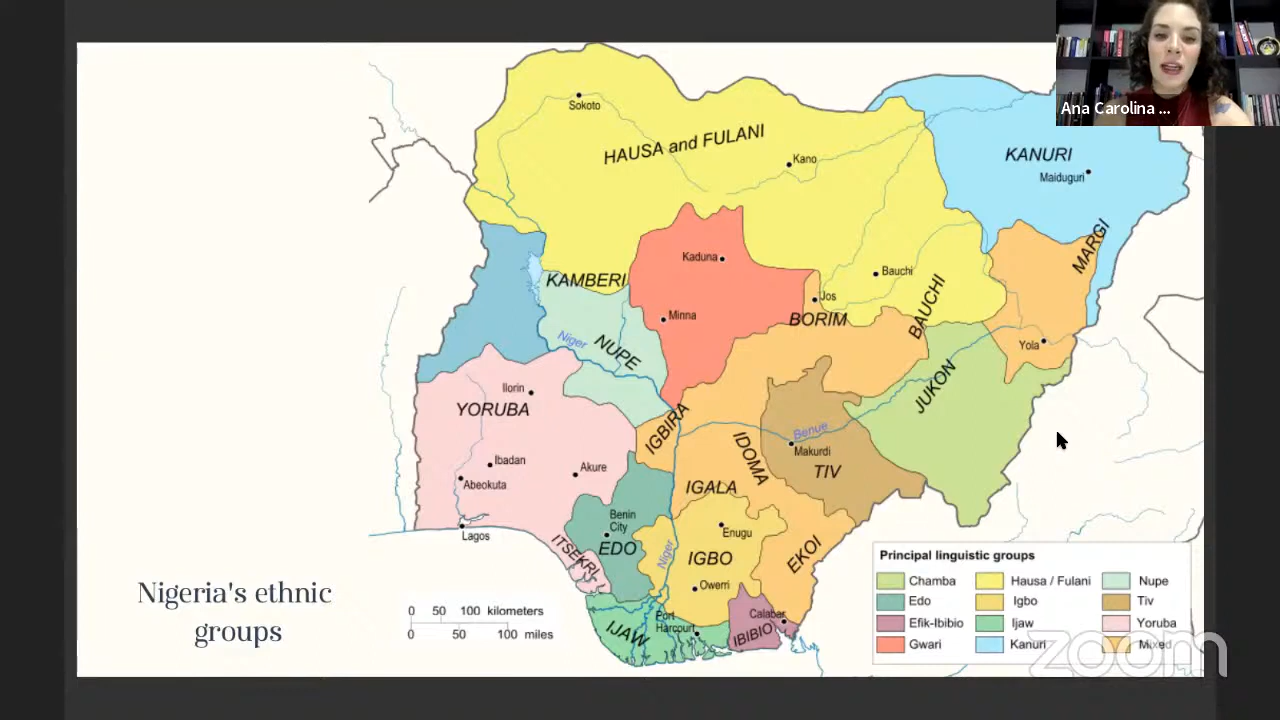 Ana Carolina ...
Sokoto
HAUSA and FULANI
Kano
KANURI
Maiduguri
MARGI
Kaduna
Bauchi
KAMBERI
BAUCHI
Jos
Minna
BORIM
Niger
NUPE
Yola
Ilorin
YORUBA
JUKON
IGBIRA
Benue
Makurdi
IDOMA
TIV
Ibadan
Akure
Abeokuta
IGALA
Benin
City
Lagos
Enugu
EDO
ITSEKRI
Niger
IGBO
EKOI
Owerri
Port
Harcourt
Calabar
IJAW
IBIBIO
Nigeria's ethnic
groups
0 50 100 kilometers
0 50 100 miles
Principal linguistic groups
Chamba Hausa / Fulani Nupe
Edo Igbo Tiv
Efik-Ibibio Ijaw Yoruba
Gwari Kanuri Mixed
zoom